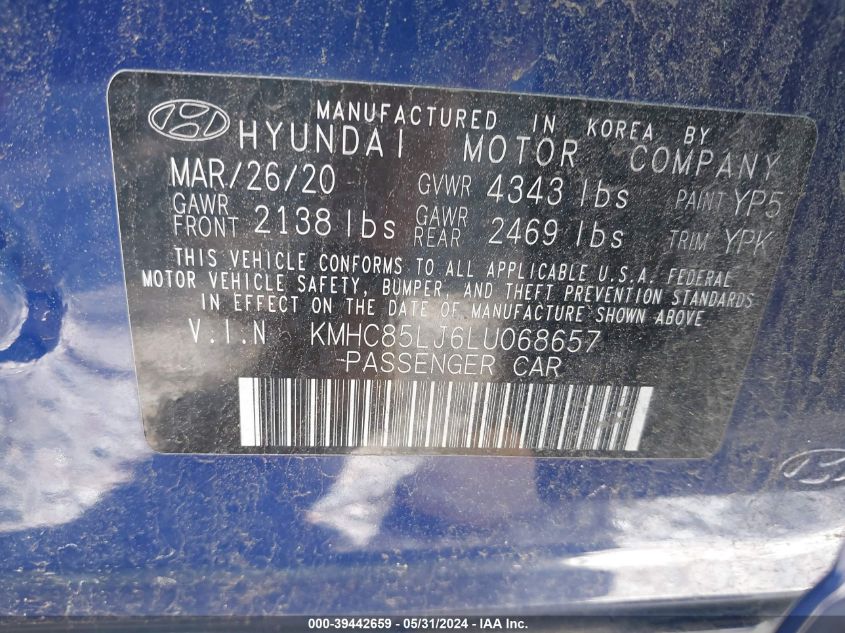 MANUFACTURED IN KOREA BY
HYUNDAI MOTOR COMPANY
MAR/26/20 GVWR 4343 lbs PAINT YP5
GAWR FRONT 2138 lbs GAWR REAR 2469 lbs TRIM YPK
THIS VEHICLE CONFORMS TO ALL APPLICABLE U.S.A. FEDERAL
MOTOR VEHICLE SAFETY, BUMPER, AND THEFT PREVENTION STANDARDS
IN EFFECT ON THE DATE OF MANUFACTURE SHOWN ABOVE
V.I.N KMHC85LJ6LU068657
PASSENGER CAR
000-39442659 - 05/31/2024 - IAA Inc.